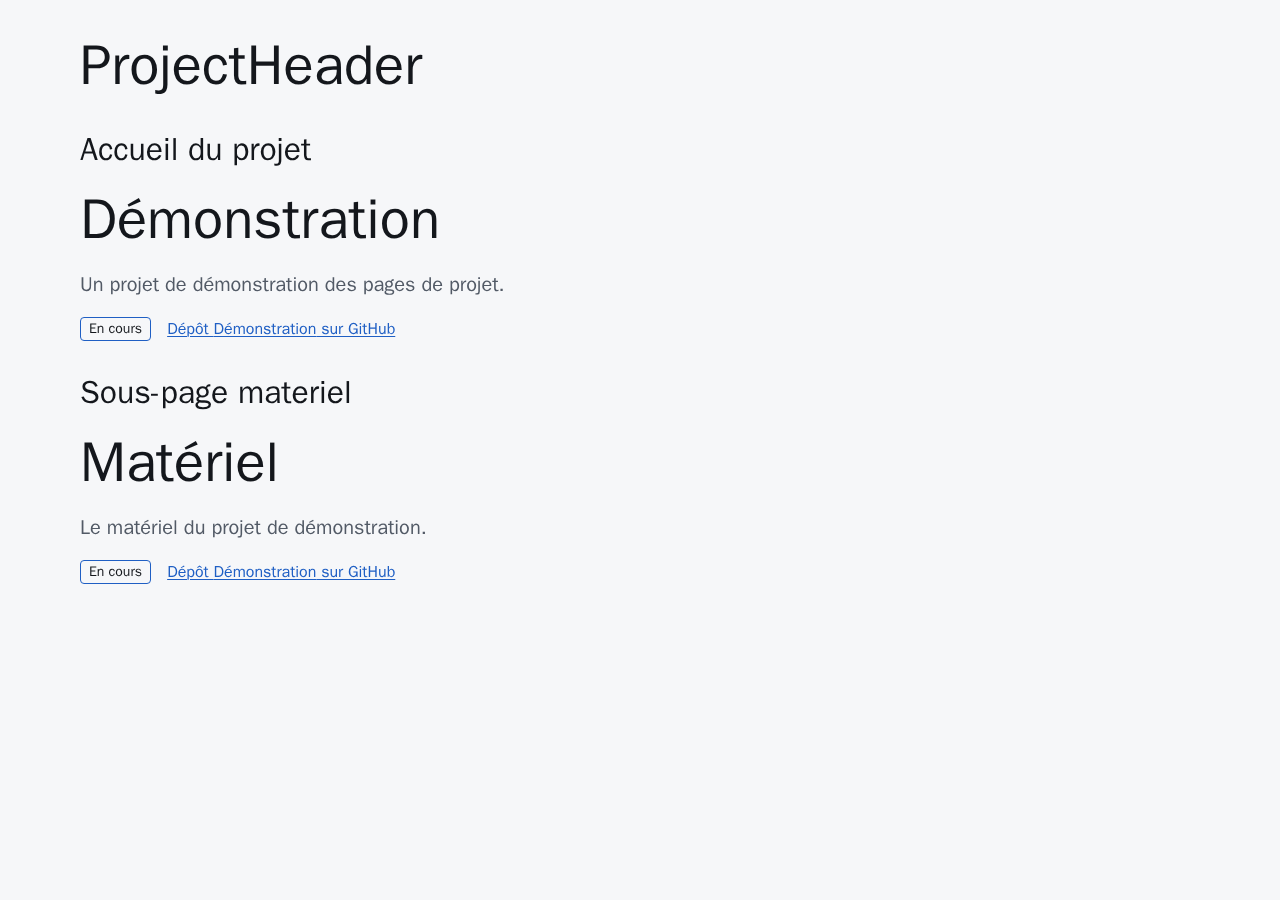 ProjectHeader
Accueil du projet
Démonstration
Un projet de démonstration des pages de projet.
En cours Dépôt Démonstration sur GitHub
Sous-page materiel
Matériel
Le matériel du projet de démonstration.
En cours Dépôt Démonstration sur GitHub